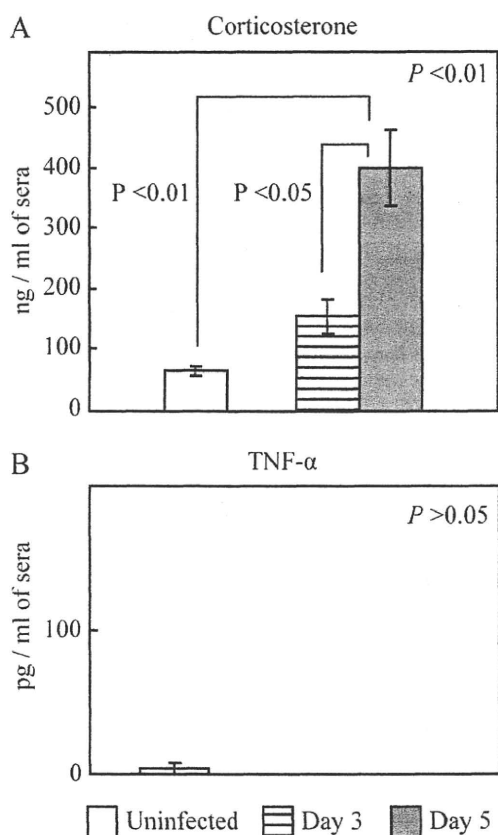 A
Corticosterone
P <0.01
500
400
300
200
100
0
ng / ml of sera
P <0.01
P <0.05
B
TNF-α
P >0.05
100
0
pg / ml of sera
Uninfected
Day 3
Day 5